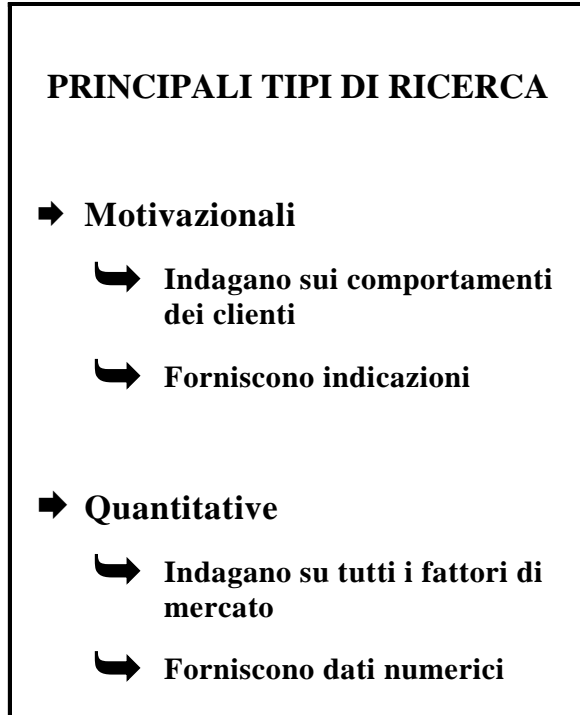 PRINCIPALI TIPI DI RICERCA
Motivazionali
Indagano sui comportamenti
dei clienti
Forniscono indicazioni
Quantitative
Indagano su tutti i fattori di
mercato
Forniscono dati numerici